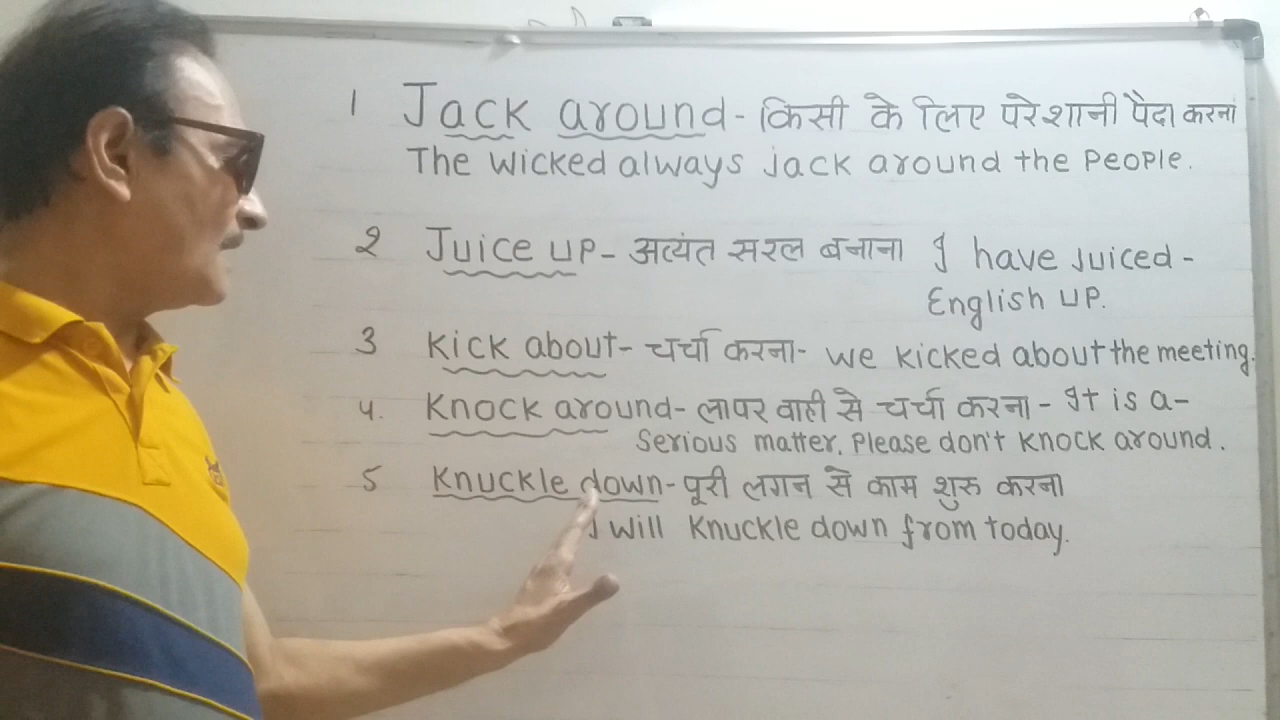 1 Jack around - किसी के लिए परेशानी पैदा करना
The wicked always jack around the people.
2 Juice up - अत्यंत सरल बनाना I have juiced -
English up.
3 Kick about - चर्चा करना - we kicked about the meeting.
4. Knock around - लापरवाही से चर्चा करना - It is a -
serious matter. Please don't knock around.
5 Knuckle down - पूरी लगन से काम शुरु करना
I will knuckle down from today.